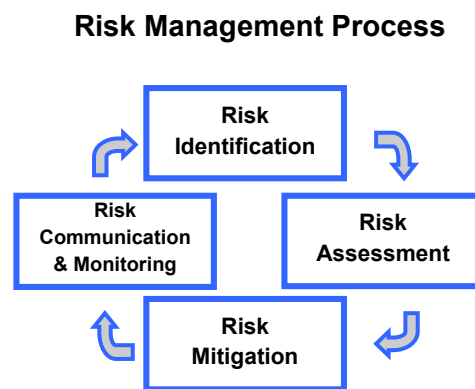 Risk Management Process
Risk
Identification
Risk
Assessment
Risk
Mitigation
Risk
Communication
& Monitoring